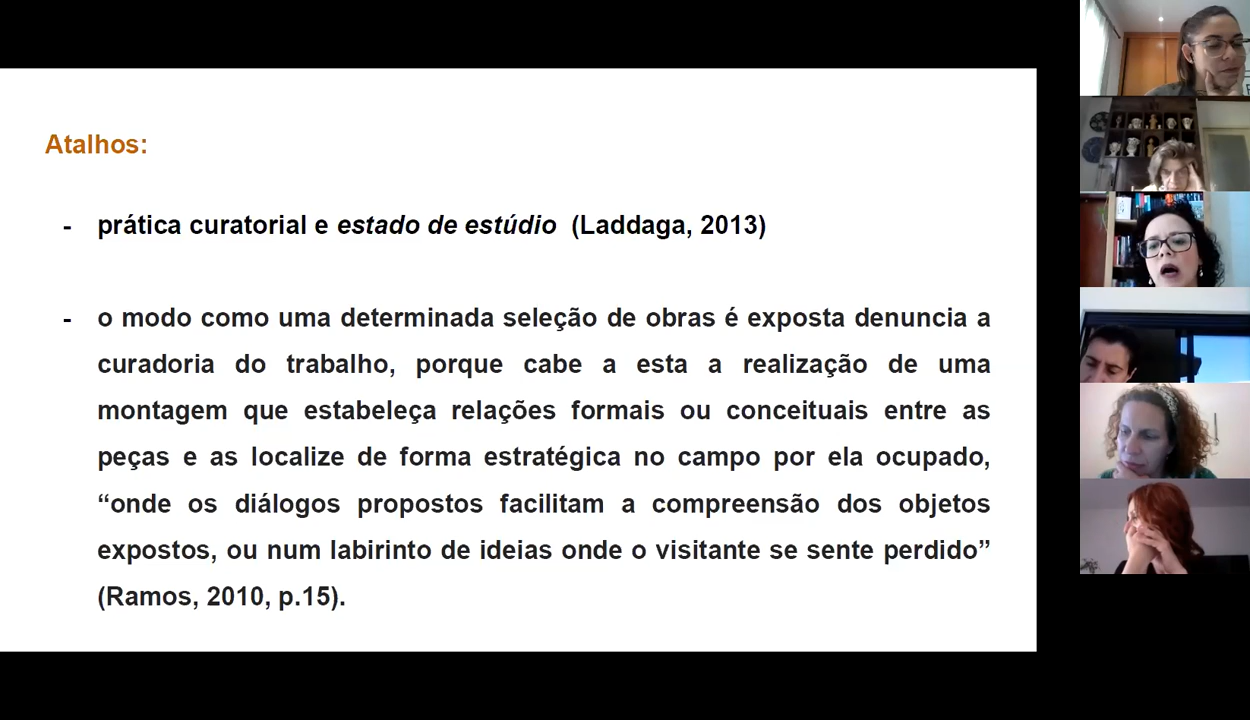 Atalhos:
- prática curatorial e estado de estúdio (Laddaga, 2013)
- o modo como uma determinada seleção de obras é exposta denuncia a
curadoria do trabalho, porque cabe a esta a realização de uma
montagem que estabeleça relações formais ou conceituais entre as
peças e as localize de forma estratégica no campo por ela ocupado,
“onde os diálogos propostos facilitam a compreensão dos objetos
expostos, ou num labirinto de ideias onde o visitante se sente perdido”
(Ramos, 2010, p.15).